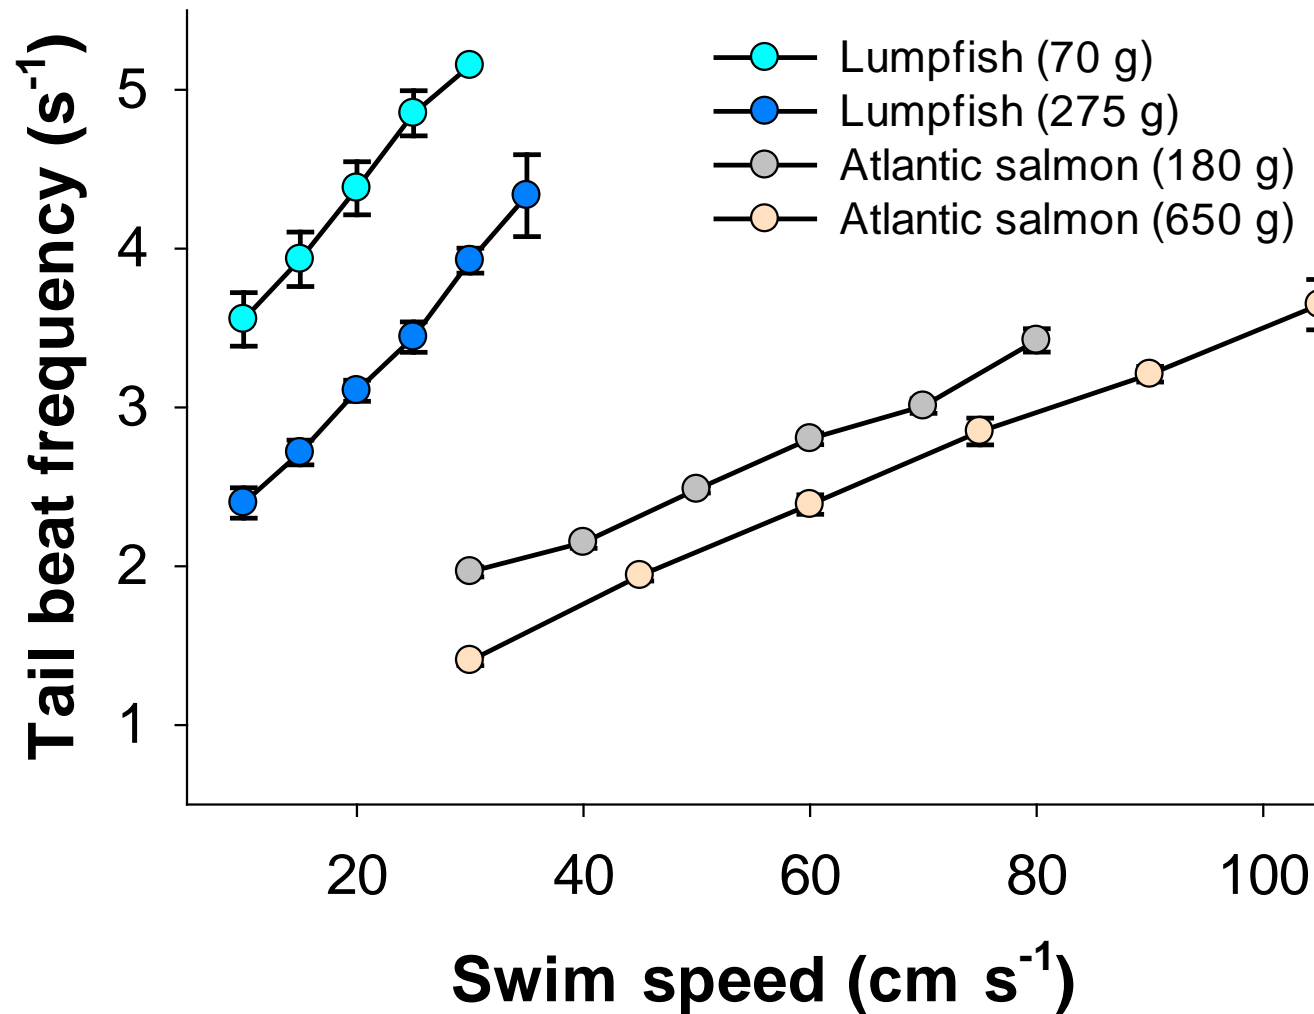 Tail beat frequency (s-1)
5
4
3
2
1
Lumpfish (70 g)
Lumpfish (275 g)
Atlantic salmon (180 g)
Atlantic salmon (650 g)
20 40 60 80 100
Swim speed (cm s-1)